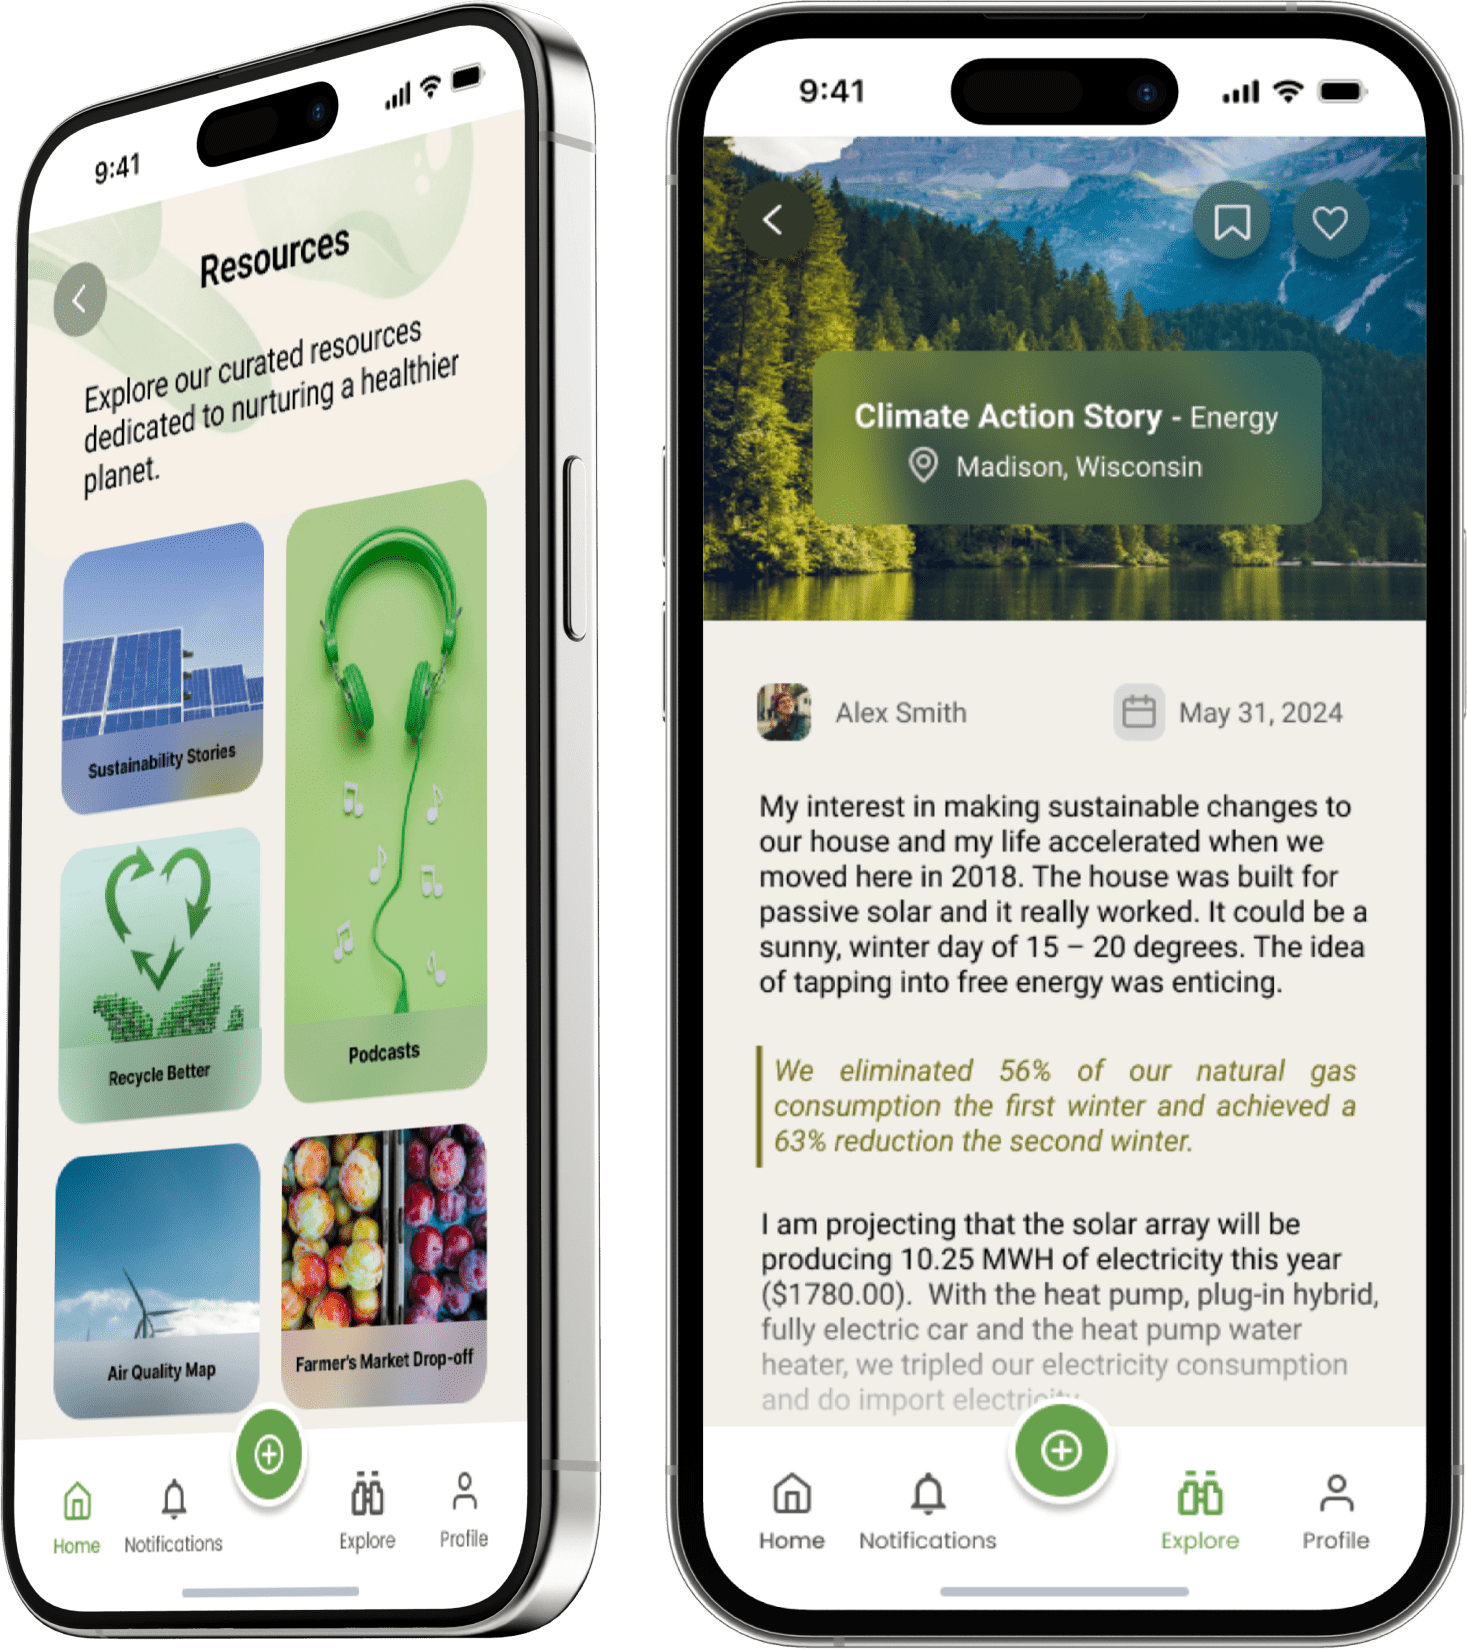 9:41
Resources
Explore our curated resources
dedicated to nurturing a healthier
planet.
Sustainability Stories
Podcasts
Recycle Better
Air Quality Map
Farmer's Market Drop-off
Home
Notifications
Explore
Profile
9:41
Climate Action Story - Energy
Madison, Wisconsin
Alex Smith
May 31, 2024
My interest in making sustainable changes to
our house and my life accelerated when we
moved here in 2018. The house was built for
passive solar and it really worked. It could be a
sunny, winter day of 15 – 20 degrees. The idea
of tapping into free energy was enticing.
We eliminated 56% of our natural gas
consumption the first winter and achieved a
63% reduction the second winter.
I am projecting that the solar array will be
producing 10.25 MWH of electricity this year
($1780.00). With the heat pump, plug-in hybrid,
fully electric car and the heat pump water
heater, we tripled our electricity consumption
and do import electricity
Home
Notifications
Explore
Profile